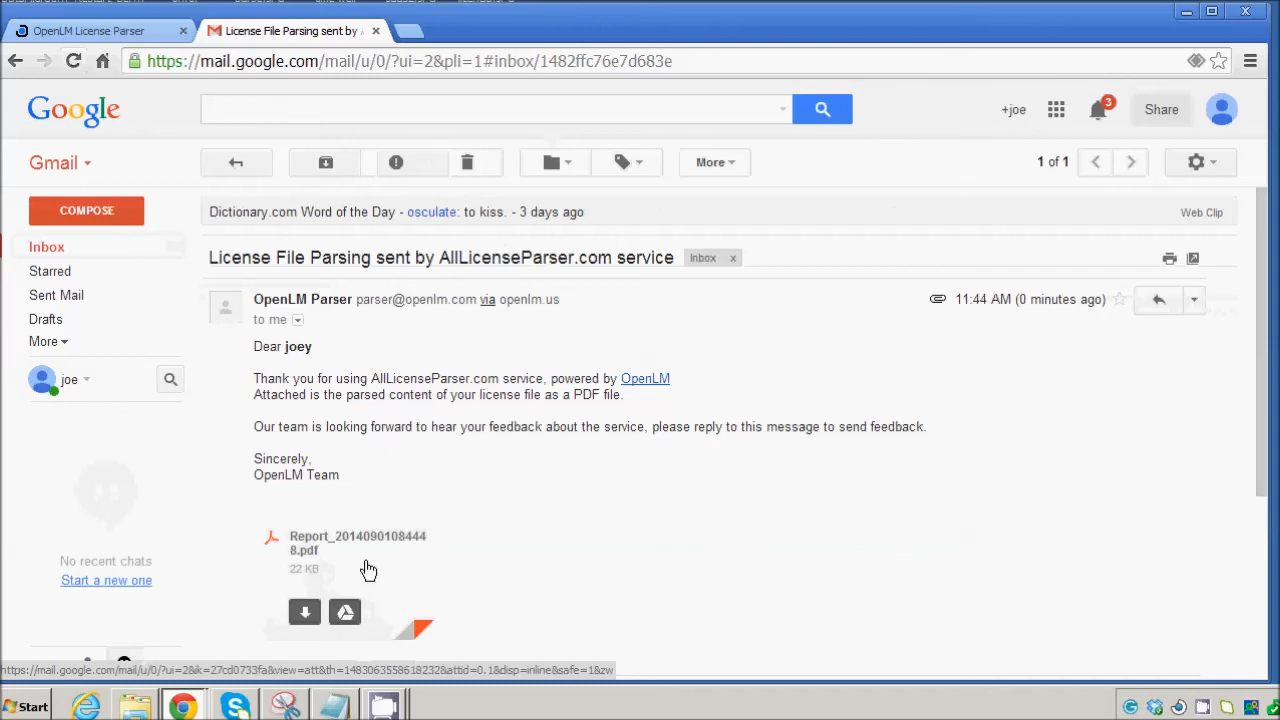 OpenLM License Parser
License File Parsing sent by
https://mail.google.com/mail/u/0/?ui=2&pli=1#inbox/1482ffc76e7d683e
Google
+joe
3
Share
Gmail
More
1 of 1
COMPOSE
Dictionary.com Word of the Day - osculate: to kiss. - 3 days ago
Web Clip
Inbox
Starred
Sent Mail
Drafts
More
joe
License File Parsing sent by AllLicenseParser.com service
Inbox x
OpenLM Parser parser@openlm.com via openlm.us
11:44 AM (0 minutes ago)
to me
Dear joey
Thank you for using AllLicenseParser.com service, powered by OpenLM
Attached is the parsed content of your license file as a PDF file.
Our team is looking forward to hear your feedback about the service, please reply to this message to send feedback.
Sincerely,
OpenLM Team
Report_2014090108444
8.pdf
22 KB
No recent chats
Start a new one
https://mail.google.com/mail/u/0/?ui=2&ik=27cd0733fa&view=att&th=1483063558618232&attid=0.1&disp=inline&safe=1&zw
Start